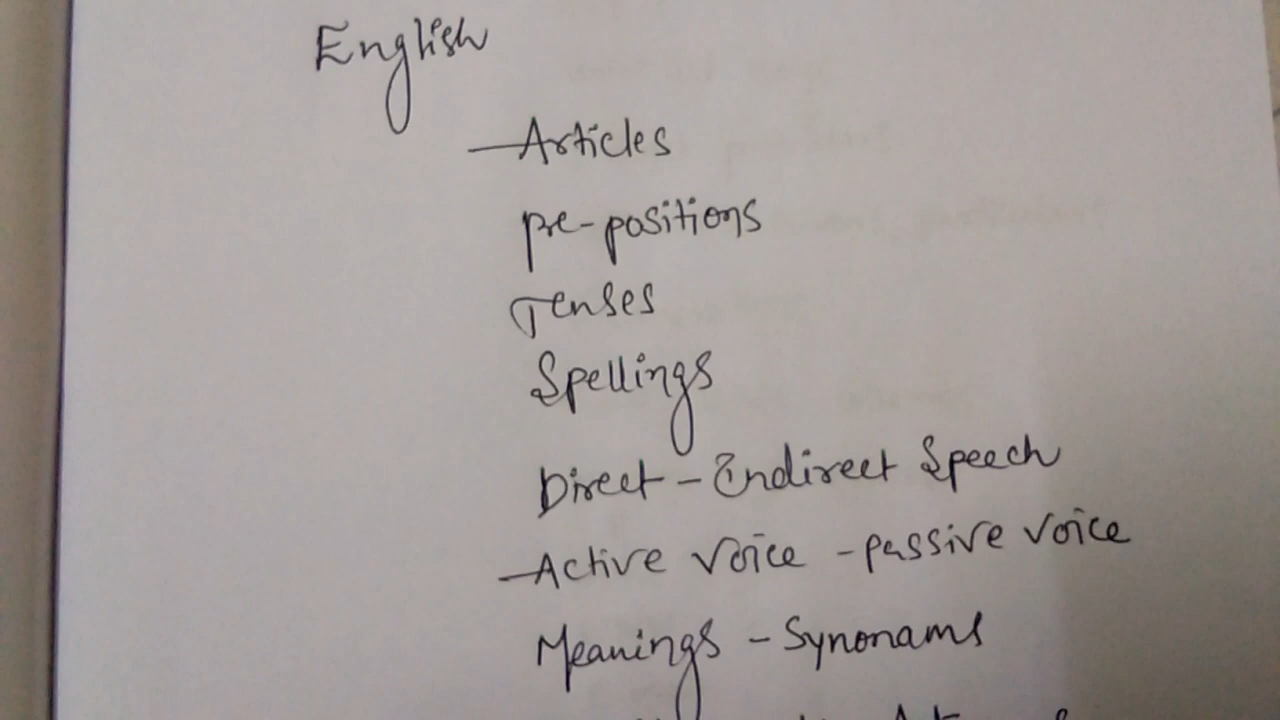 English
Articles
Pre-positions
Tenses
Spellings
Direct - Indirect Speech
Active Voice - Passive Voice
Meanings - Synonams